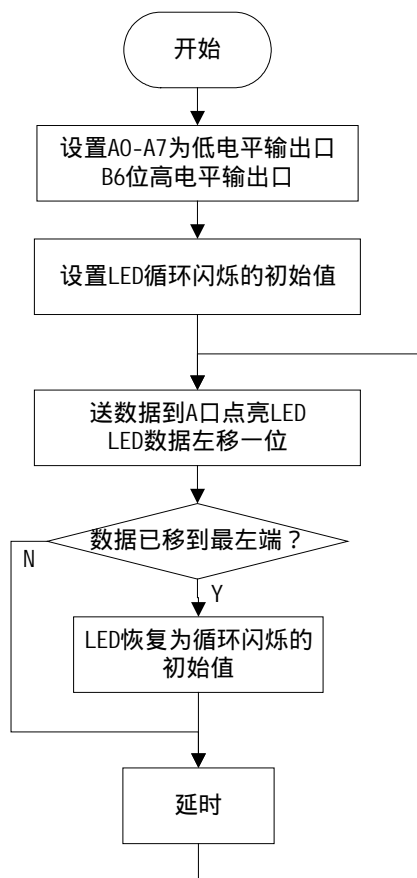 开始
设置A0-A7为低电平输出口
B6位高电平输出口
设置LED循环闪烁的初始值
送数据到A口点亮LED
LED数据左移一位
数据已移到最左端？
N
Y
LED恢复为循环闪烁的
初始值
延时